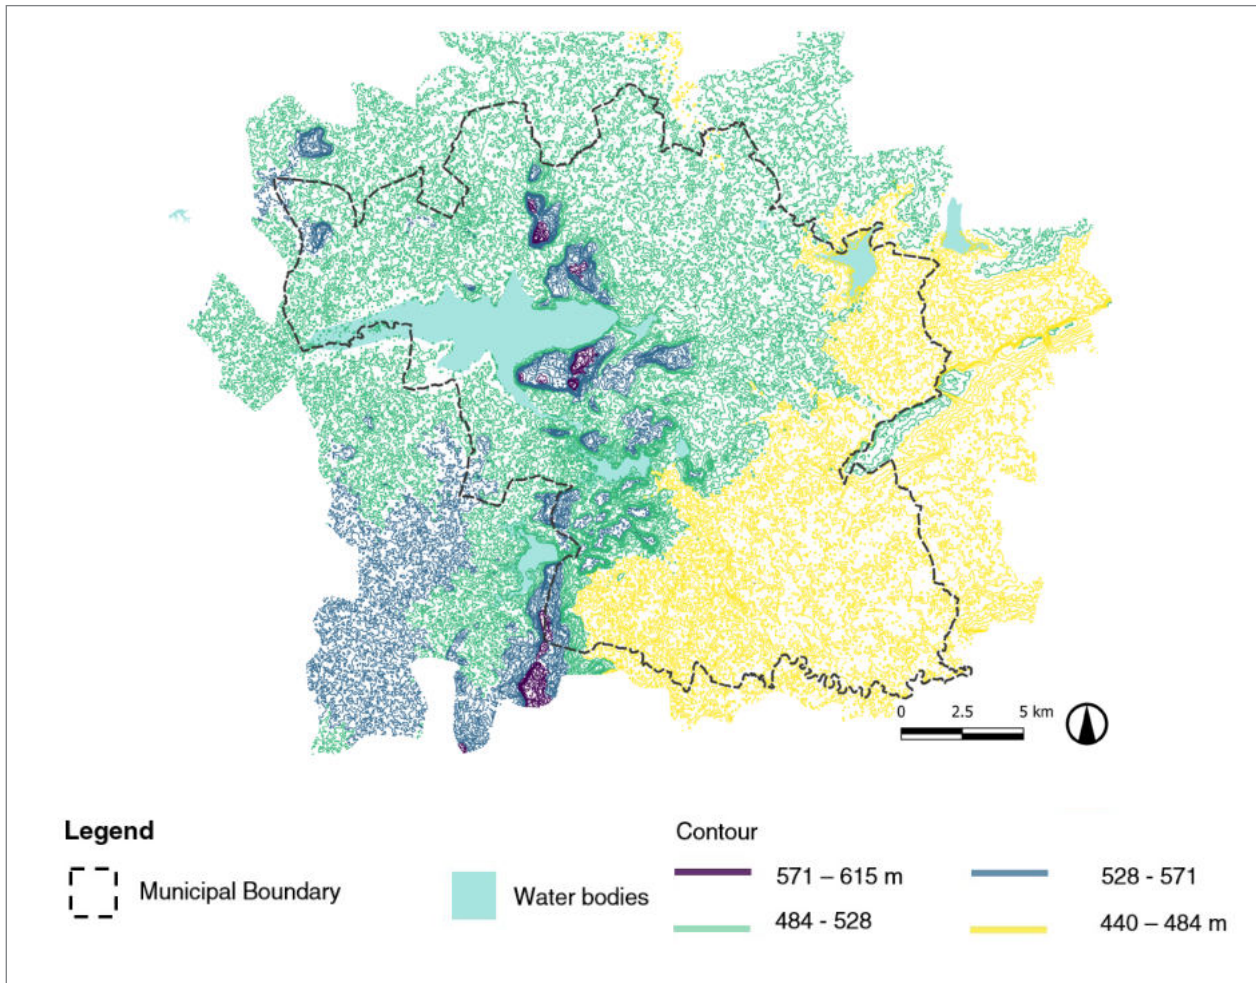 0 2.5 5 km
Legend
Municipal Boundary
Water bodies
Contour
571 – 615 m
528 - 571
484 - 528
440 – 484 m